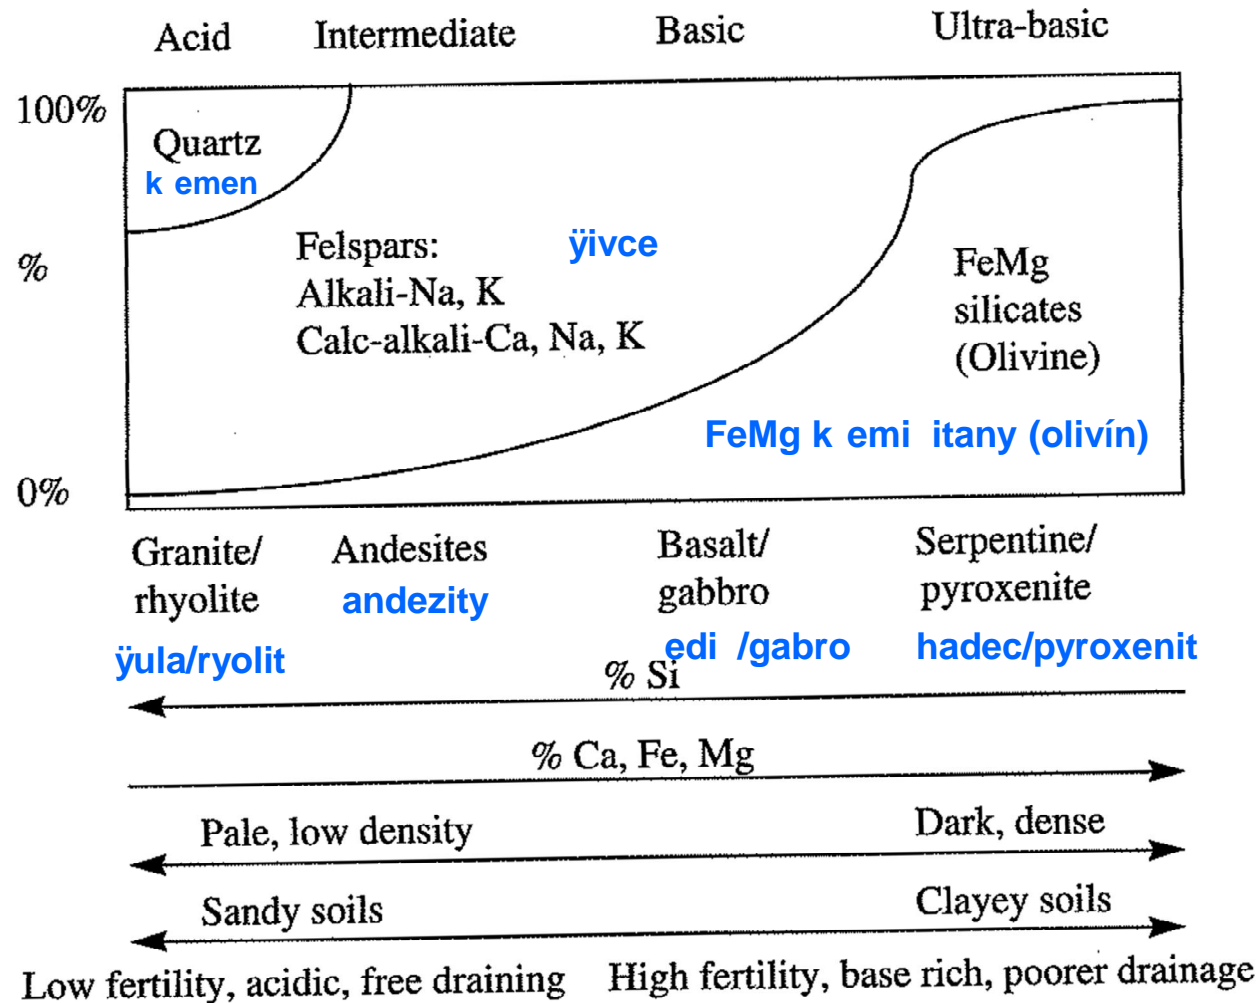 Acid Intermediate Basic Ultra-basic
100%
Quartz
k emen
%
Felspars: ÿivce
Alkali-Na, K
Calc-alkali-Ca, Na, K
FeMg
silicates
(Olivine)
FeMg k emi itany (olivín)
0%
Granite/
rhyolite
ÿula/ryolit
Andesites
andezity
Basalt/
gabbro
edi /gabro
Serpentine/
pyroxenite
hadec/pyroxenit
% Si
% Ca, Fe, Mg
Pale, low density Dark, dense
Sandy soils Clayey soils
Low fertility, acidic, free draining High fertility, base rich, poorer drainage